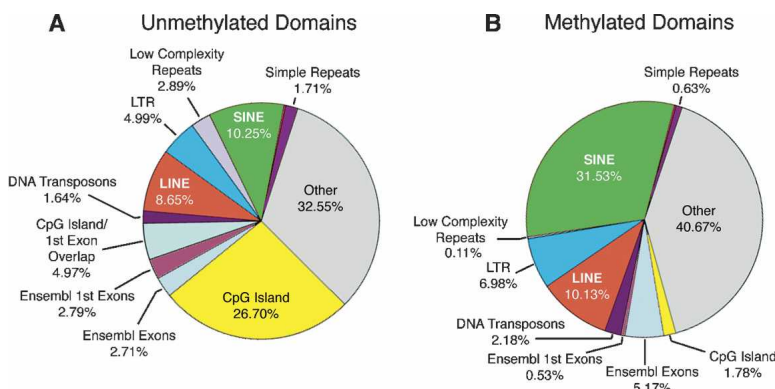 A Unmethylated Domains
Low Complexity
Repeats
2.89%
Simple Repeats
1.71%
LTR
4.99%
SINE
10.25%
LINE
8.65%
Other
32.55%
DNA Transposons
1.64%
CpG Island/
1st Exon
Overlap
4.97%
Ensembl 1st Exons
2.79%
Ensembl Exons
2.71%
CpG Island
26.70%
B Methylated Domains
Simple Repeats
0.63%
SINE
31.53%
Other
40.67%
Low Complexity
Repeats
0.11%
LTR
6.98%
LINE
10.13%
DNA Transposons
2.18%
Ensembl 1st Exons
0.53%
Ensembl Exons
5.17%
CpG Island
1.78%